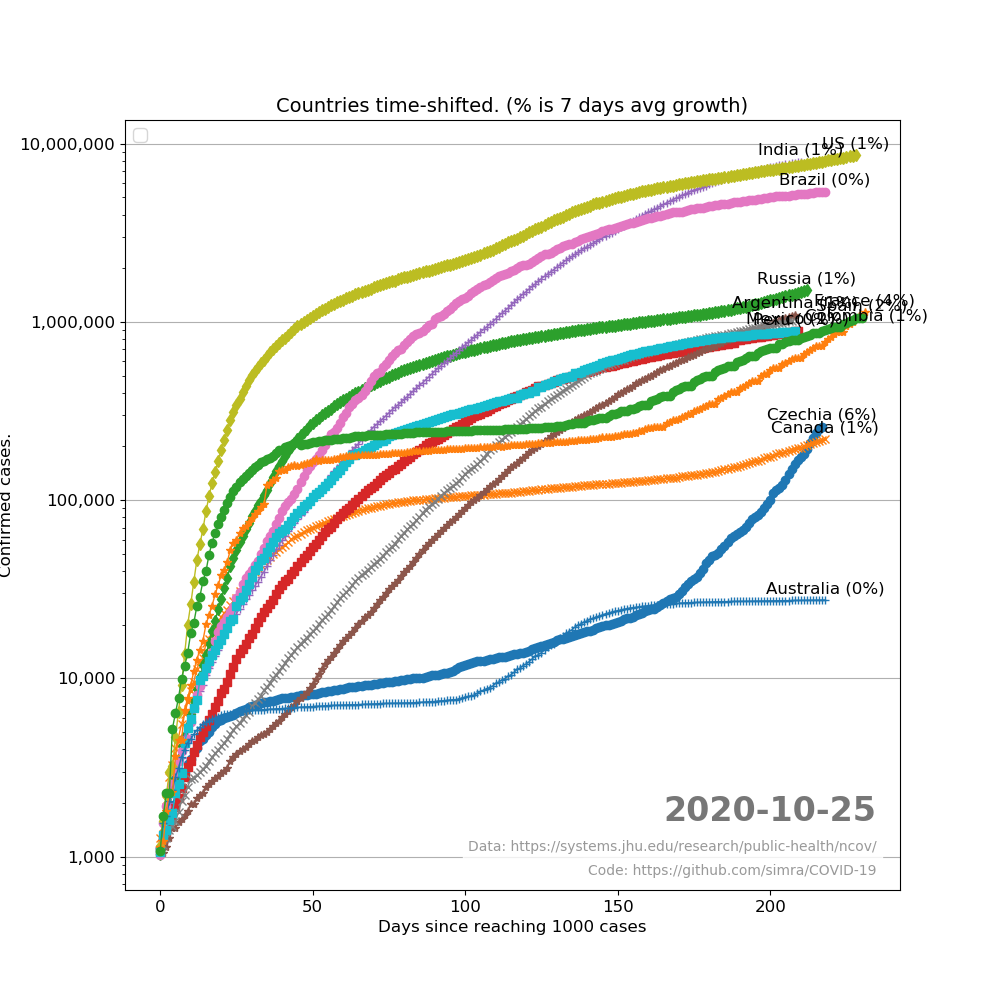 Countries time-shifted. (% is 7 days avg growth)
10,000,000
1,000,000
100,000
10,000
1,000
Confirmed cases.
India (1%)
US (1%)
Brazil (0%)
Russia (1%)
Argentina
France (4%)
Spain (2%)
Mexico
Peru
Colombia (1%)
Czechia (6%)
Canada (1%)
Australia (0%)
2020-10-25
Data: https://systems.jhu.edu/research/public-health/ncov/
Code: https://github.com/simra/COVID-19
0 50 100 150 200
Days since reaching 1000 cases